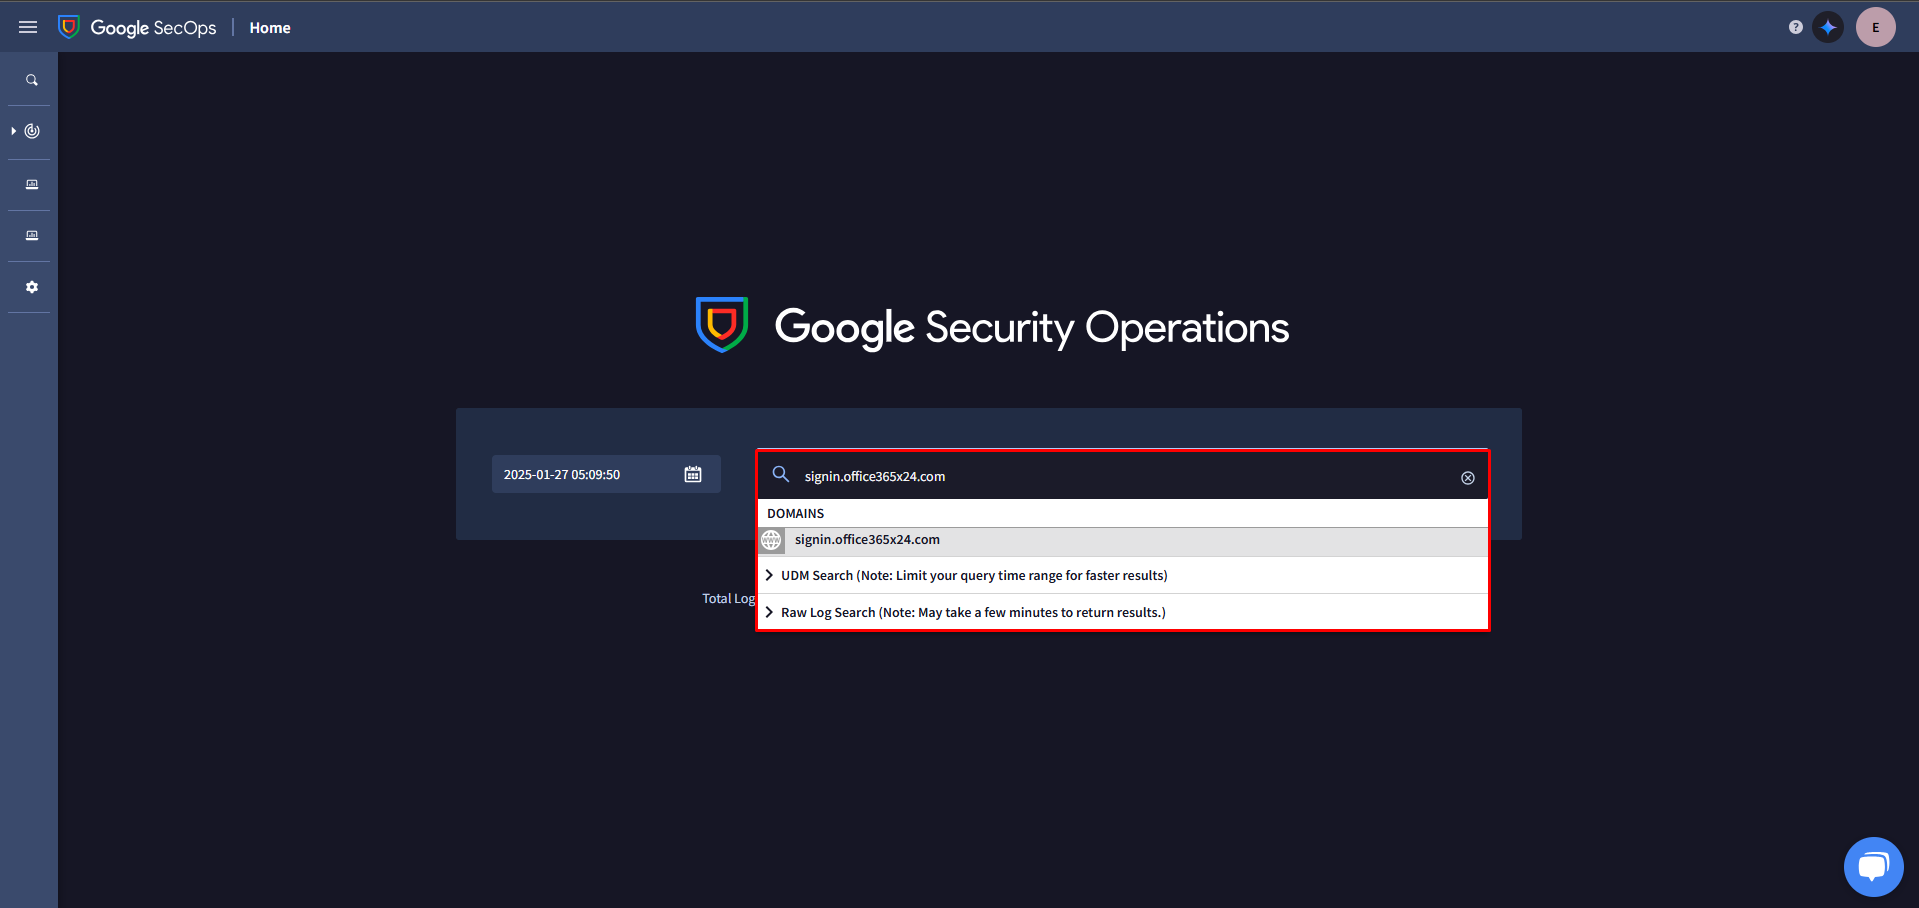 Google SecOps | Home
?
E
Google Security Operations
2025-01-27 05:09:50
signin.office365x24.com
DOMAINS
signin.office365x24.com
UDM Search (Note: Limit your query time range for faster results)
Total Log
Raw Log Search (Note: May take a few minutes to return results.)